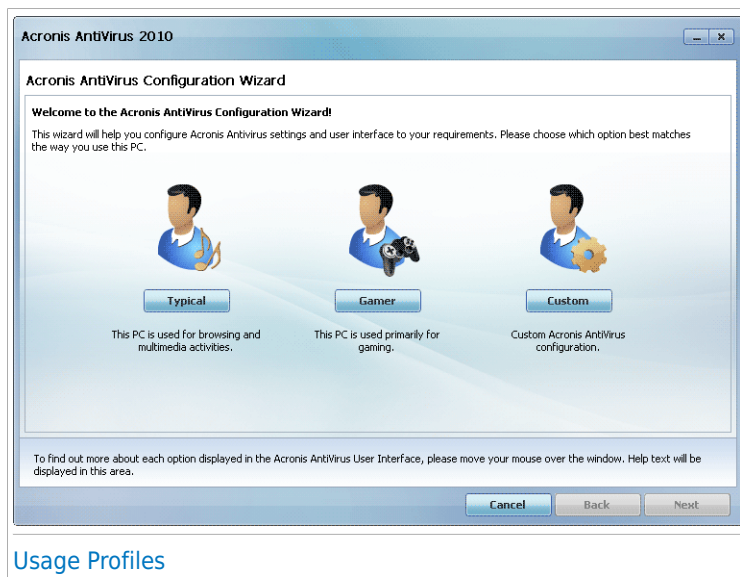 Acronis AntiVirus 2010
Acronis AntiVirus Configuration Wizard
Welcome to the Acronis AntiVirus Configuration Wizard!
This wizard will help you configure Acronis Antivirus settings and user interface to your requirements. Please choose which option best matches
the way you use this PC.
Typical
Gamer
Custom
This PC is used for browsing and
multimedia activities.
This PC is used primarily for
gaming.
Custom Acronis AntiVirus
configuration.
To find out more about each option displayed in the Acronis AntiVirus User Interface, please move your mouse over the window. Help text will be
displayed in this area.
Cancel
Back
Next
Usage Profiles